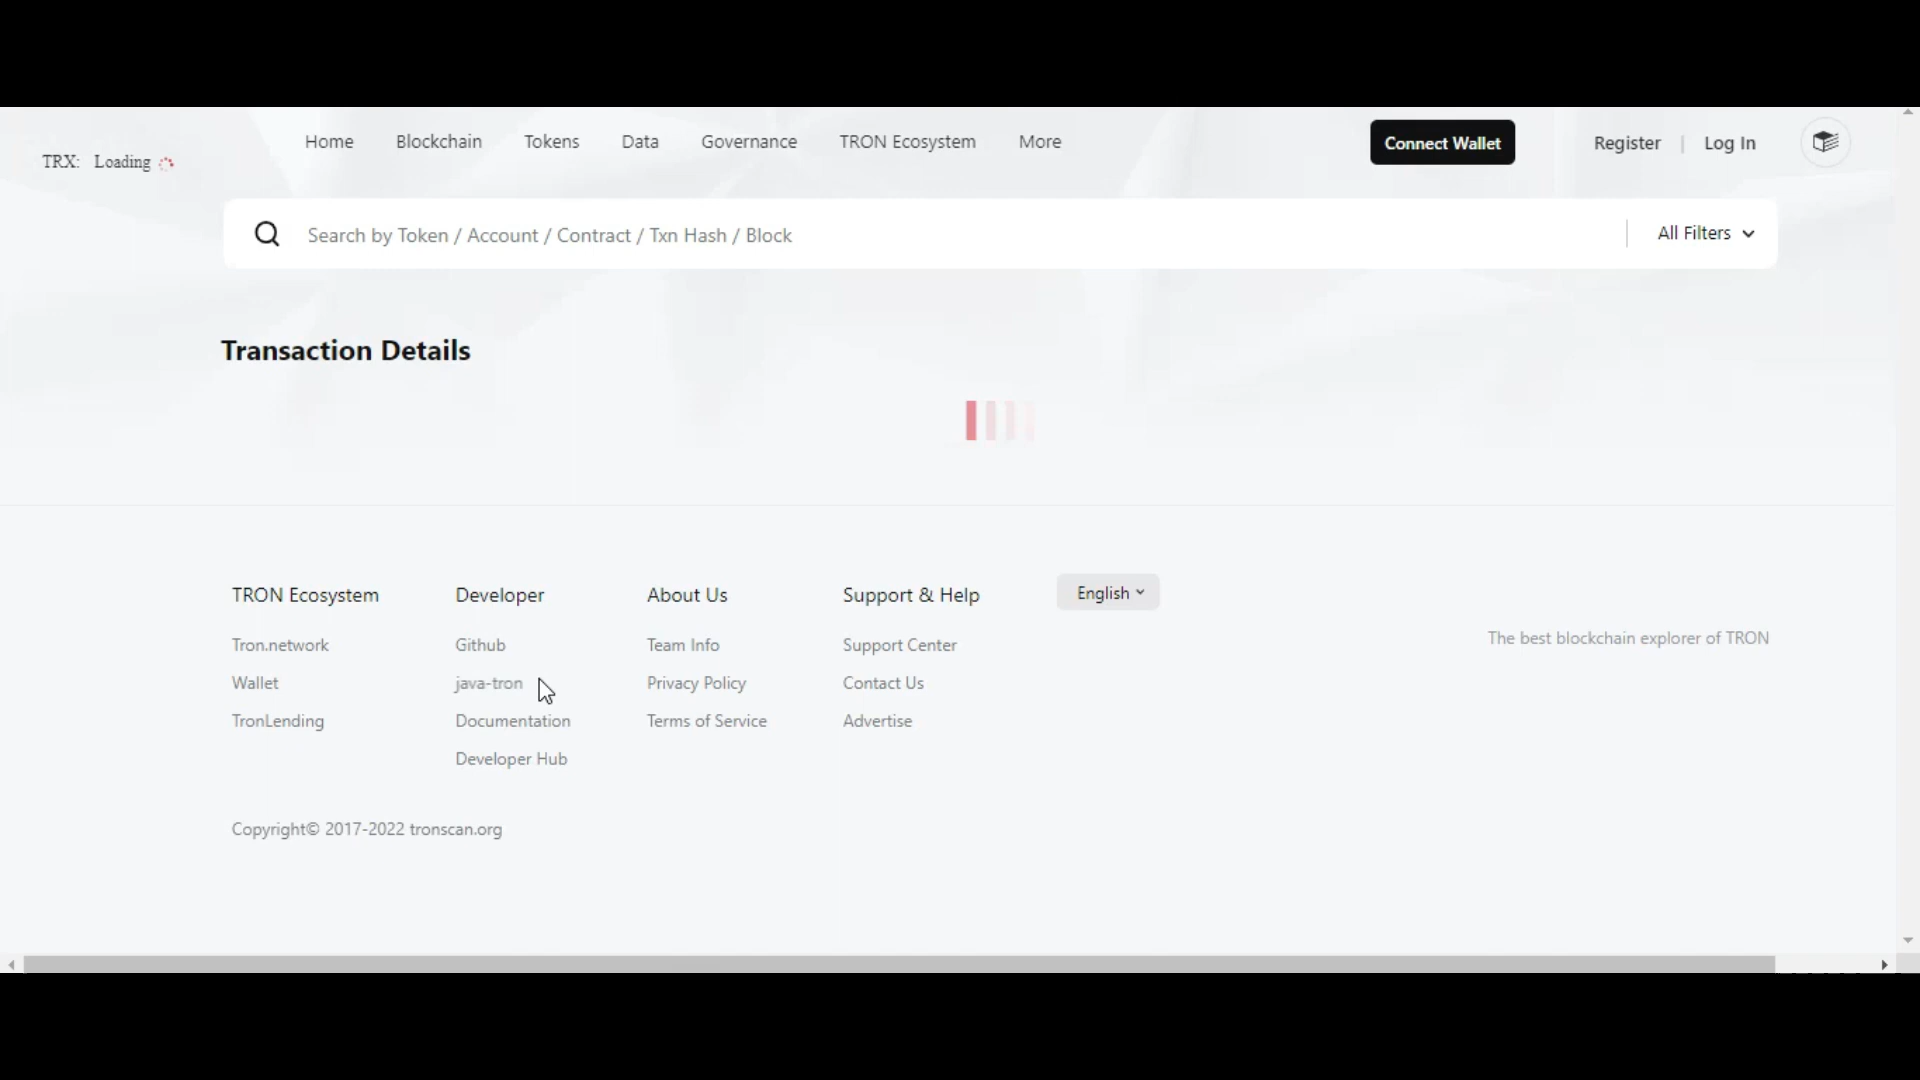 Home Blockchain Tokens Data Governance TRON Ecosystem More Connect Wallet Register | Log In
TRX: Loading
Search by Token / Account / Contract / Txn Hash / Block All Filters
Transaction Details
TRON Ecosystem Developer About Us Support & Help English
Tron.network Github Team Info Support Center The best blockchain explorer of TRON
Wallet java-tron Privacy Policy Contact Us
TronLending Documentation Terms of Service Advertise
Developer Hub
Copyright© 2017-2022 tronscan.org